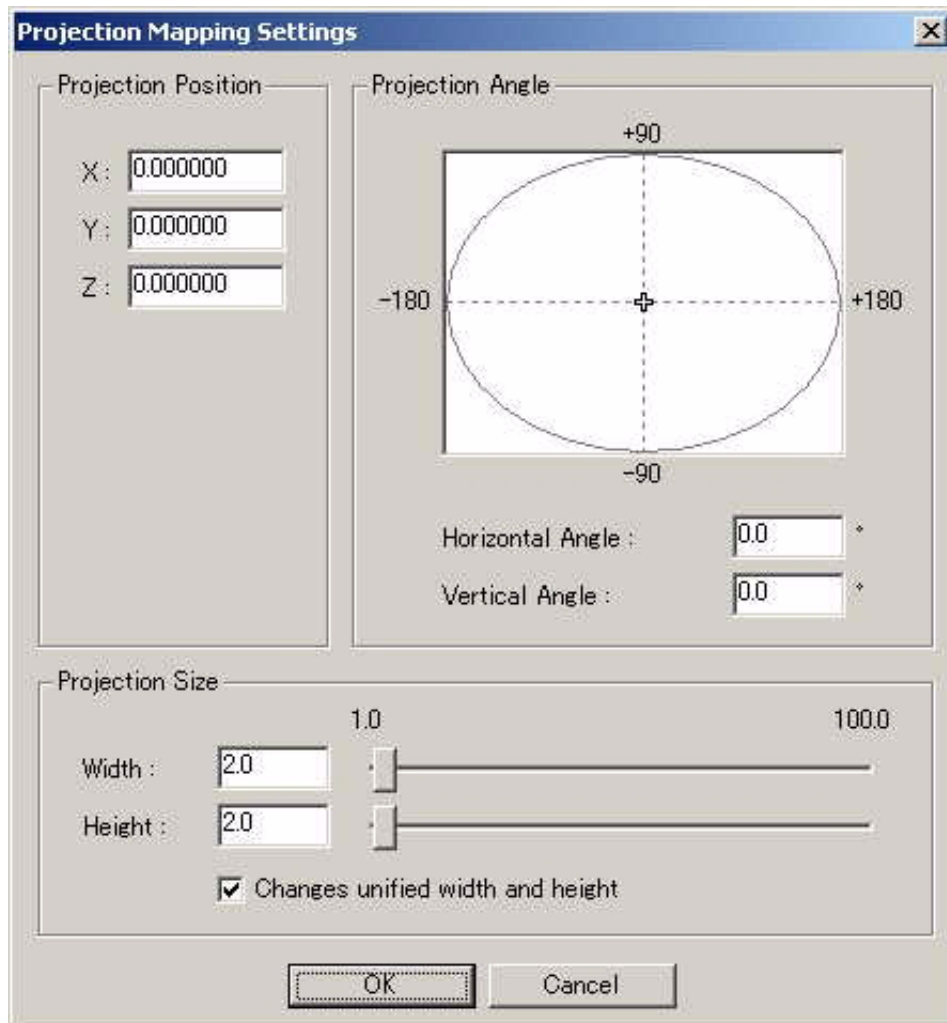 Projection Mapping Settings
Projection Position
X : 0.000000
Y : 0.000000
Z : 0.000000
Projection Angle
+90
-180
+180
-90
Horizontal Angle : 0.0 °
Vertical Angle : 0.0 °
Projection Size
1.0 100.0
Width : 2.0
Height : 2.0
Changes unified width and height
OK Cancel